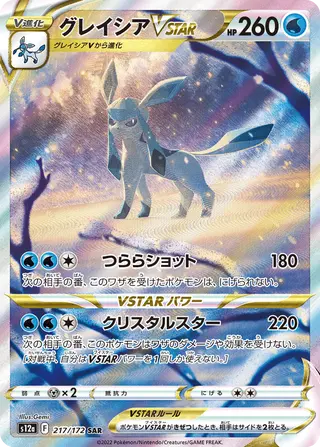 V進化
グレイシアVSTAR HP260
グレイシアVから進化
つららショット 180
次の相手の番、このワザを受けたポケモンは、にげられない。
VSTARパワー
クリスタルスター 220
次の相手の番、このポケモンはワザのダメージや効果を受けない。
[対戦中、自分はVSTARパワーを1回しか使えない。]
弱点 ×2 抵抗力 にげる
VSTARルール
ポケモンVSTARがきぜつしたとき、相手はサイドを2枚とる。
Illus.Gemi
s12a F 217/172 SAR
©2022 Pokémon/Nintendo/Creatures/GAME FREAK.